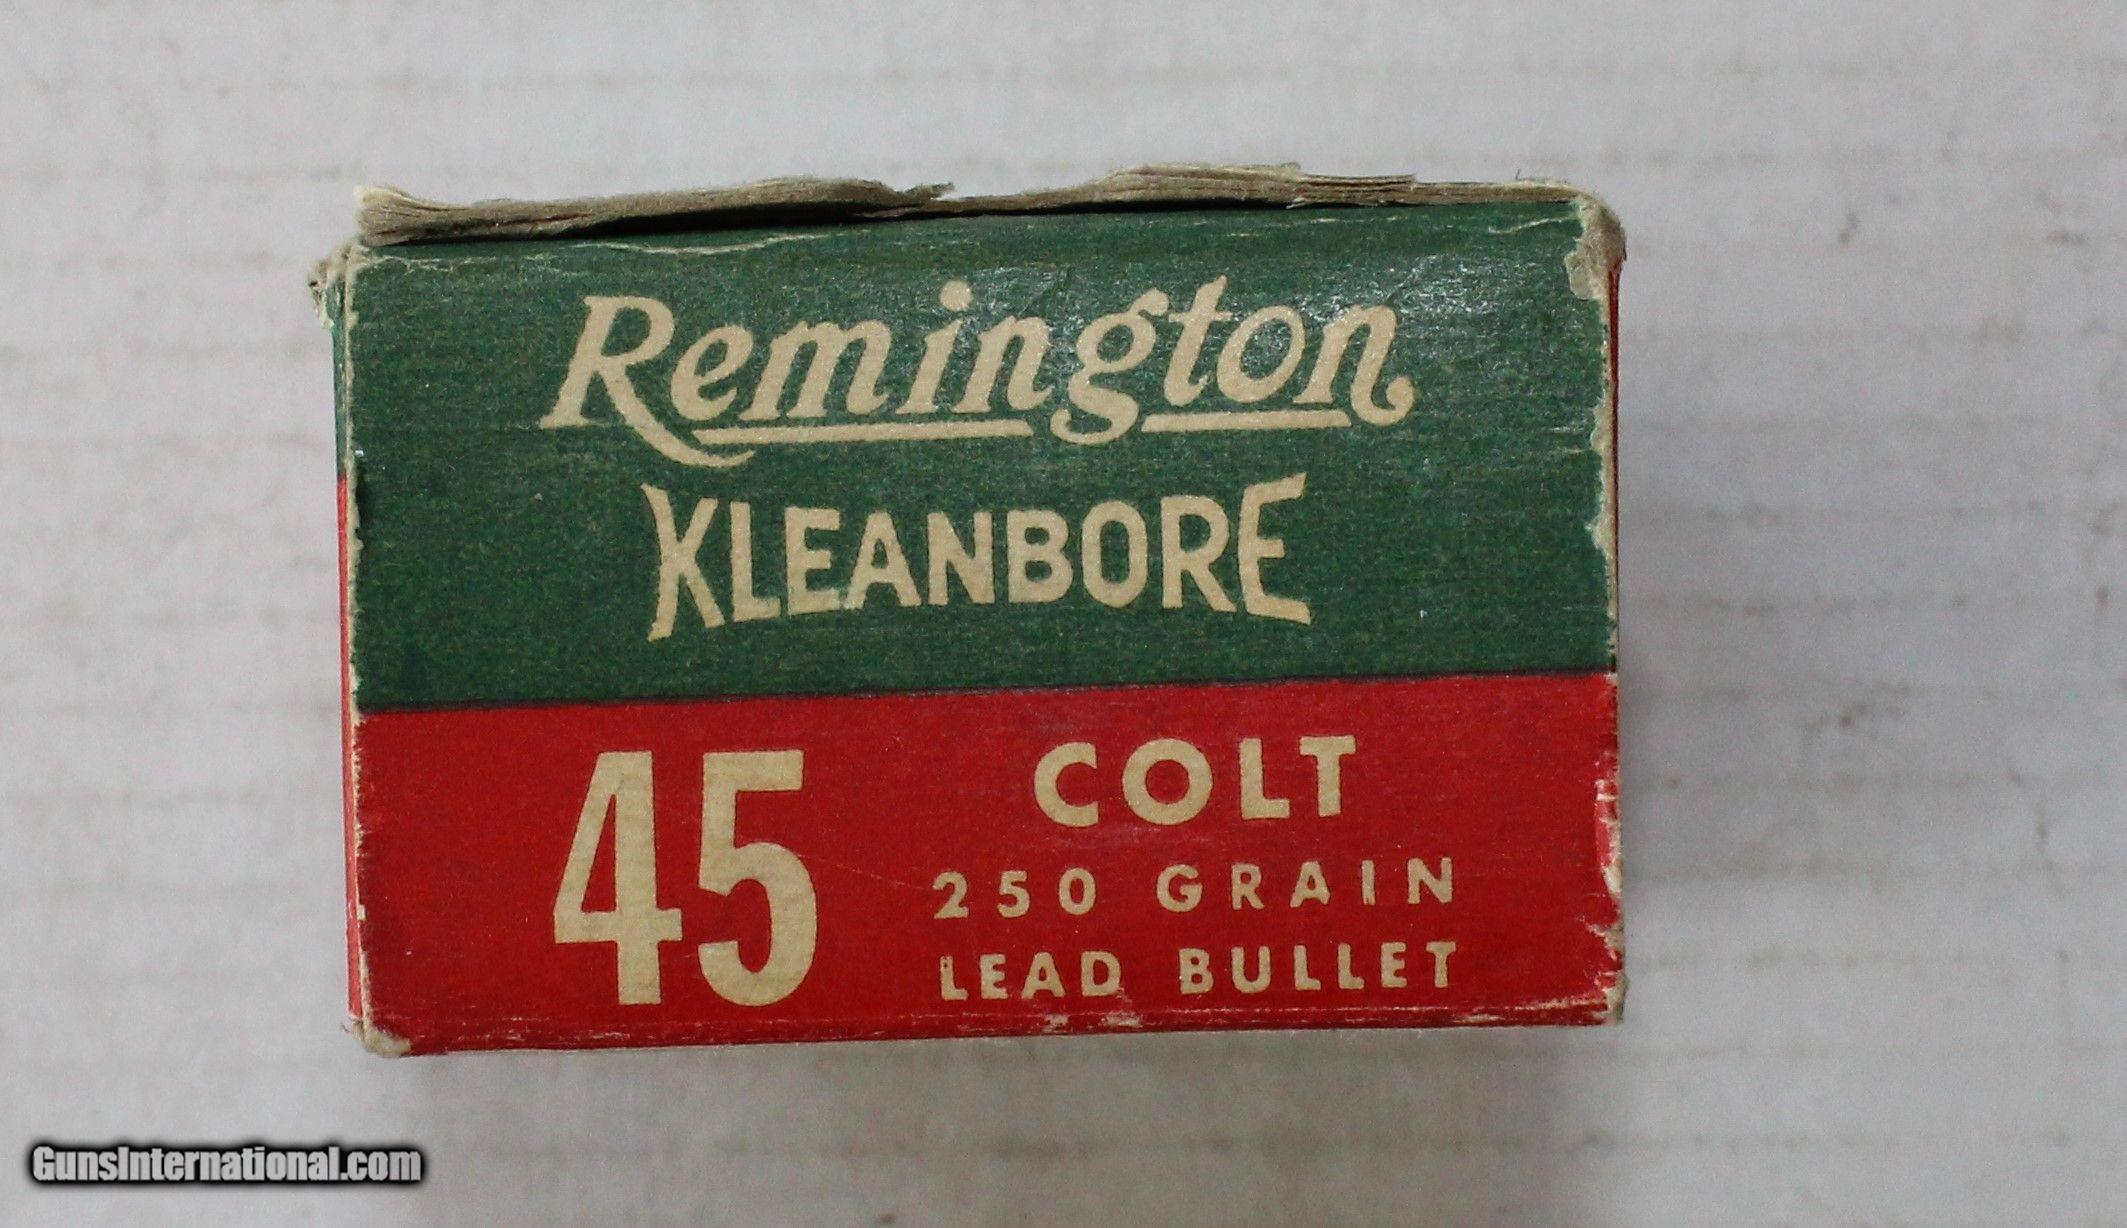 Remington
KLEANBORE
45
COLT
250 GRAIN
LEAD BULLET
GunsInternational.com